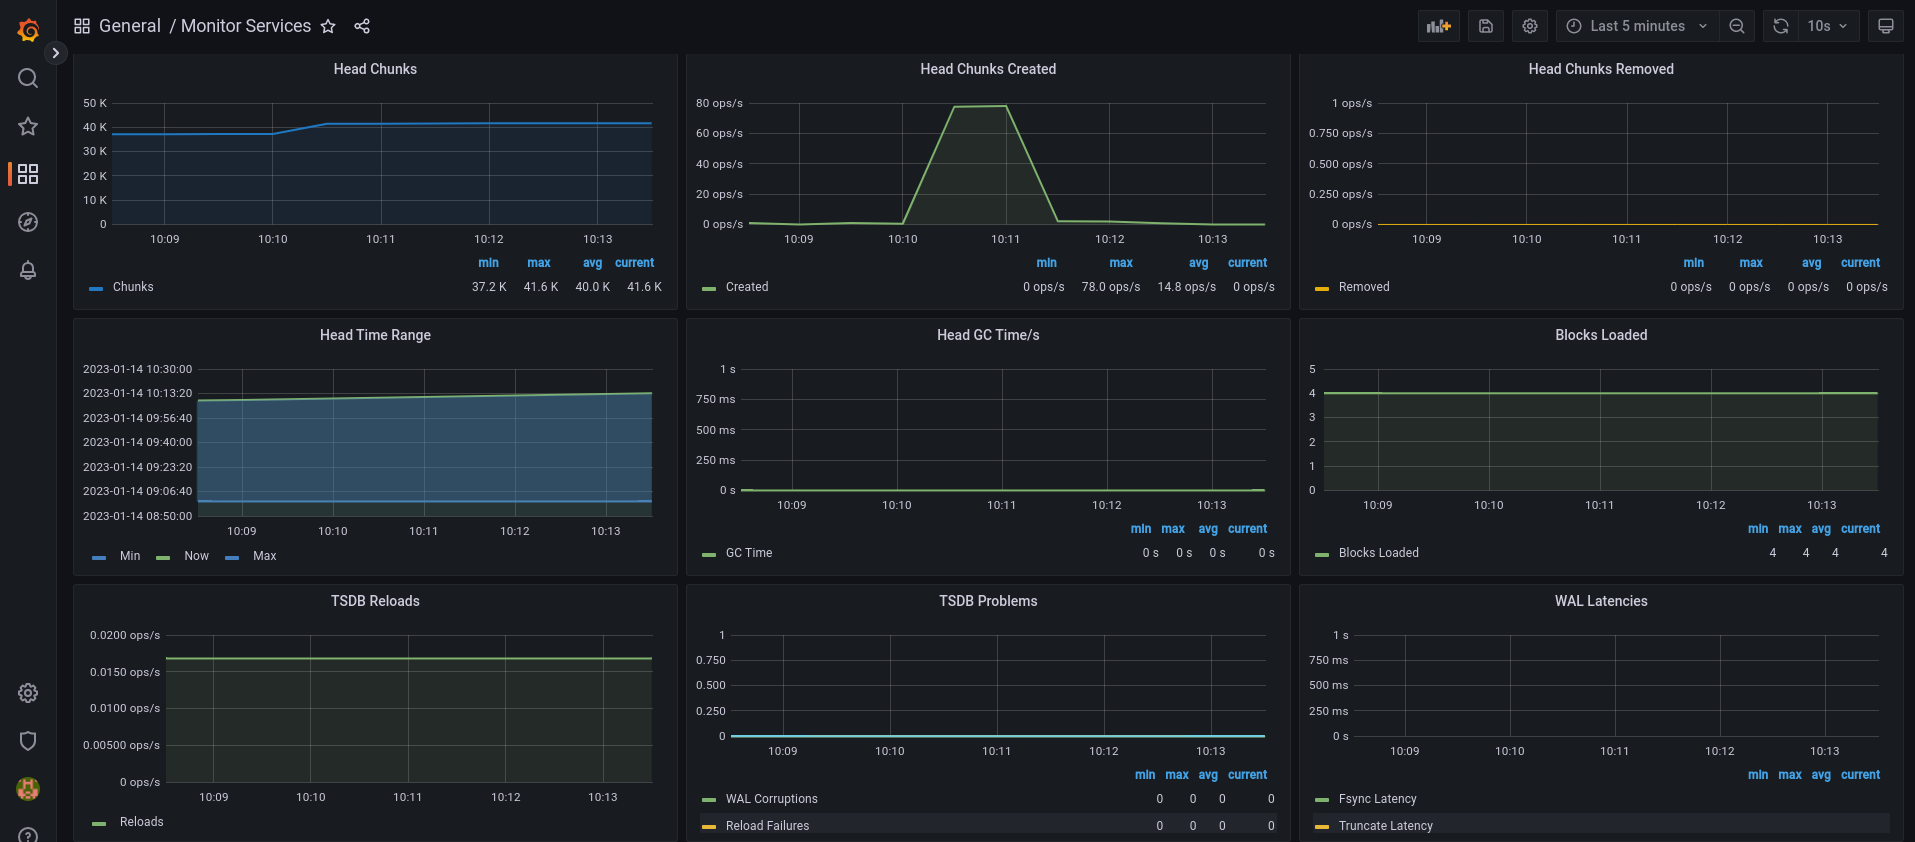 General / Monitor Services
Last 5 minutes
10s
Head Chunks
50 K
40 K
30 K
20 K
10 K
0
10:09 10:10 10:11 10:12 10:13
min max avg current
Chunks 37.2 K 41.6 K 40.0 K 41.6 K
Head Chunks Created
80 ops/s
60 ops/s
40 ops/s
20 ops/s
0 ops/s
10:09 10:10 10:11 10:12 10:13
min max avg current
Created 0 ops/s 78.0 ops/s 14.8 ops/s 0 ops/s
Head Chunks Removed
1 ops/s
0.750 ops/s
0.500 ops/s
0.250 ops/s
0 ops/s
10:09 10:10 10:11 10:12 10:13
min max avg current
Removed 0 ops/s 0 ops/s 0 ops/s 0 ops/s
Head Time Range
2023-01-14 10:30:00
2023-01-14 10:13:20
2023-01-14 09:56:40
2023-01-14 09:40:00
2023-01-14 09:23:20
2023-01-14 09:06:40
2023-01-14 08:50:00
10:09 10:10 10:11 10:12 10:13
Min Now Max
Head GC Time/s
1 s
750 ms
500 ms
250 ms
0 s
10:09 10:10 10:11 10:12 10:13
min max avg current
GC Time 0 s 0 s 0 s 0 s
Blocks Loaded
5
4
3
2
1
0
10:09 10:10 10:11 10:12 10:13
min max avg current
Blocks Loaded 4 4 4 4
TSDB Reloads
0.0200 ops/s
0.0150 ops/s
0.0100 ops/s
0.00500 ops/s
0 ops/s
10:09 10:10 10:11 10:12 10:13
Reloads
TSDB Problems
1
0.750
0.500
0.250
0
10:09 10:10 10:11 10:12 10:13
min max avg current
WAL Corruptions 0 0 0 0
Reload Failures 0 0 0 0
WAL Latencies
1 s
750 ms
500 ms
250 ms
0 s
10:09 10:10 10:11 10:12 10:13
min max avg current
Fsync Latency
Truncate Latency